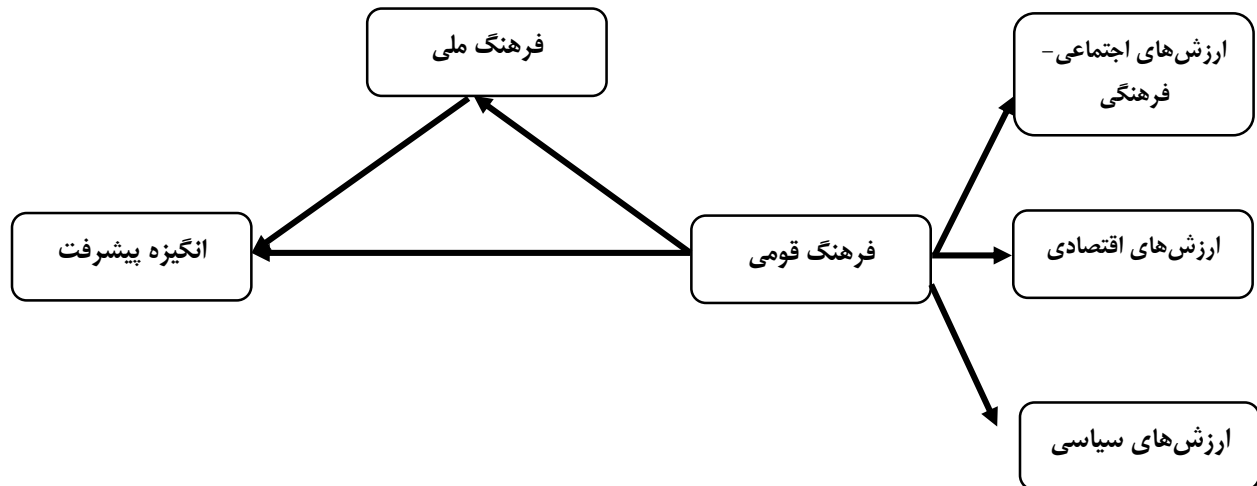 فرهنگ ملی
ارزش‌های اجتماعی-
فرهنگی
انگیزه پیشرفت
فرهنگ قومی
ارزش‌های اقتصادی
ارزش‌های سیاسی